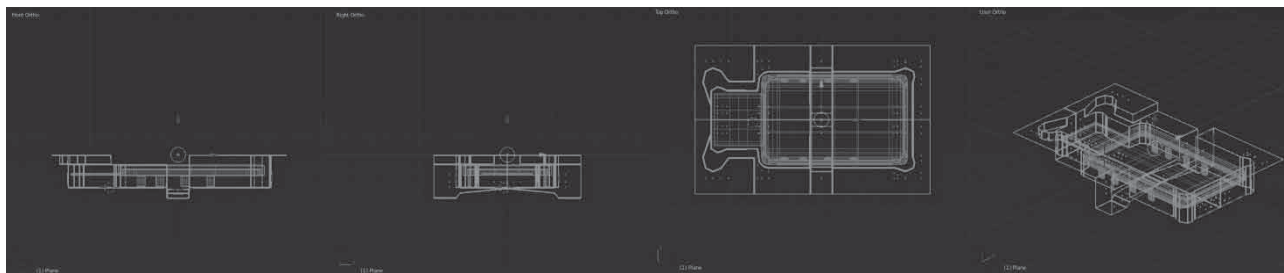 Front Ortho
Right Ortho
Top Ortho
User Ortho
(1) Plane
(1) Plane
(1) Plane
(1) Plane